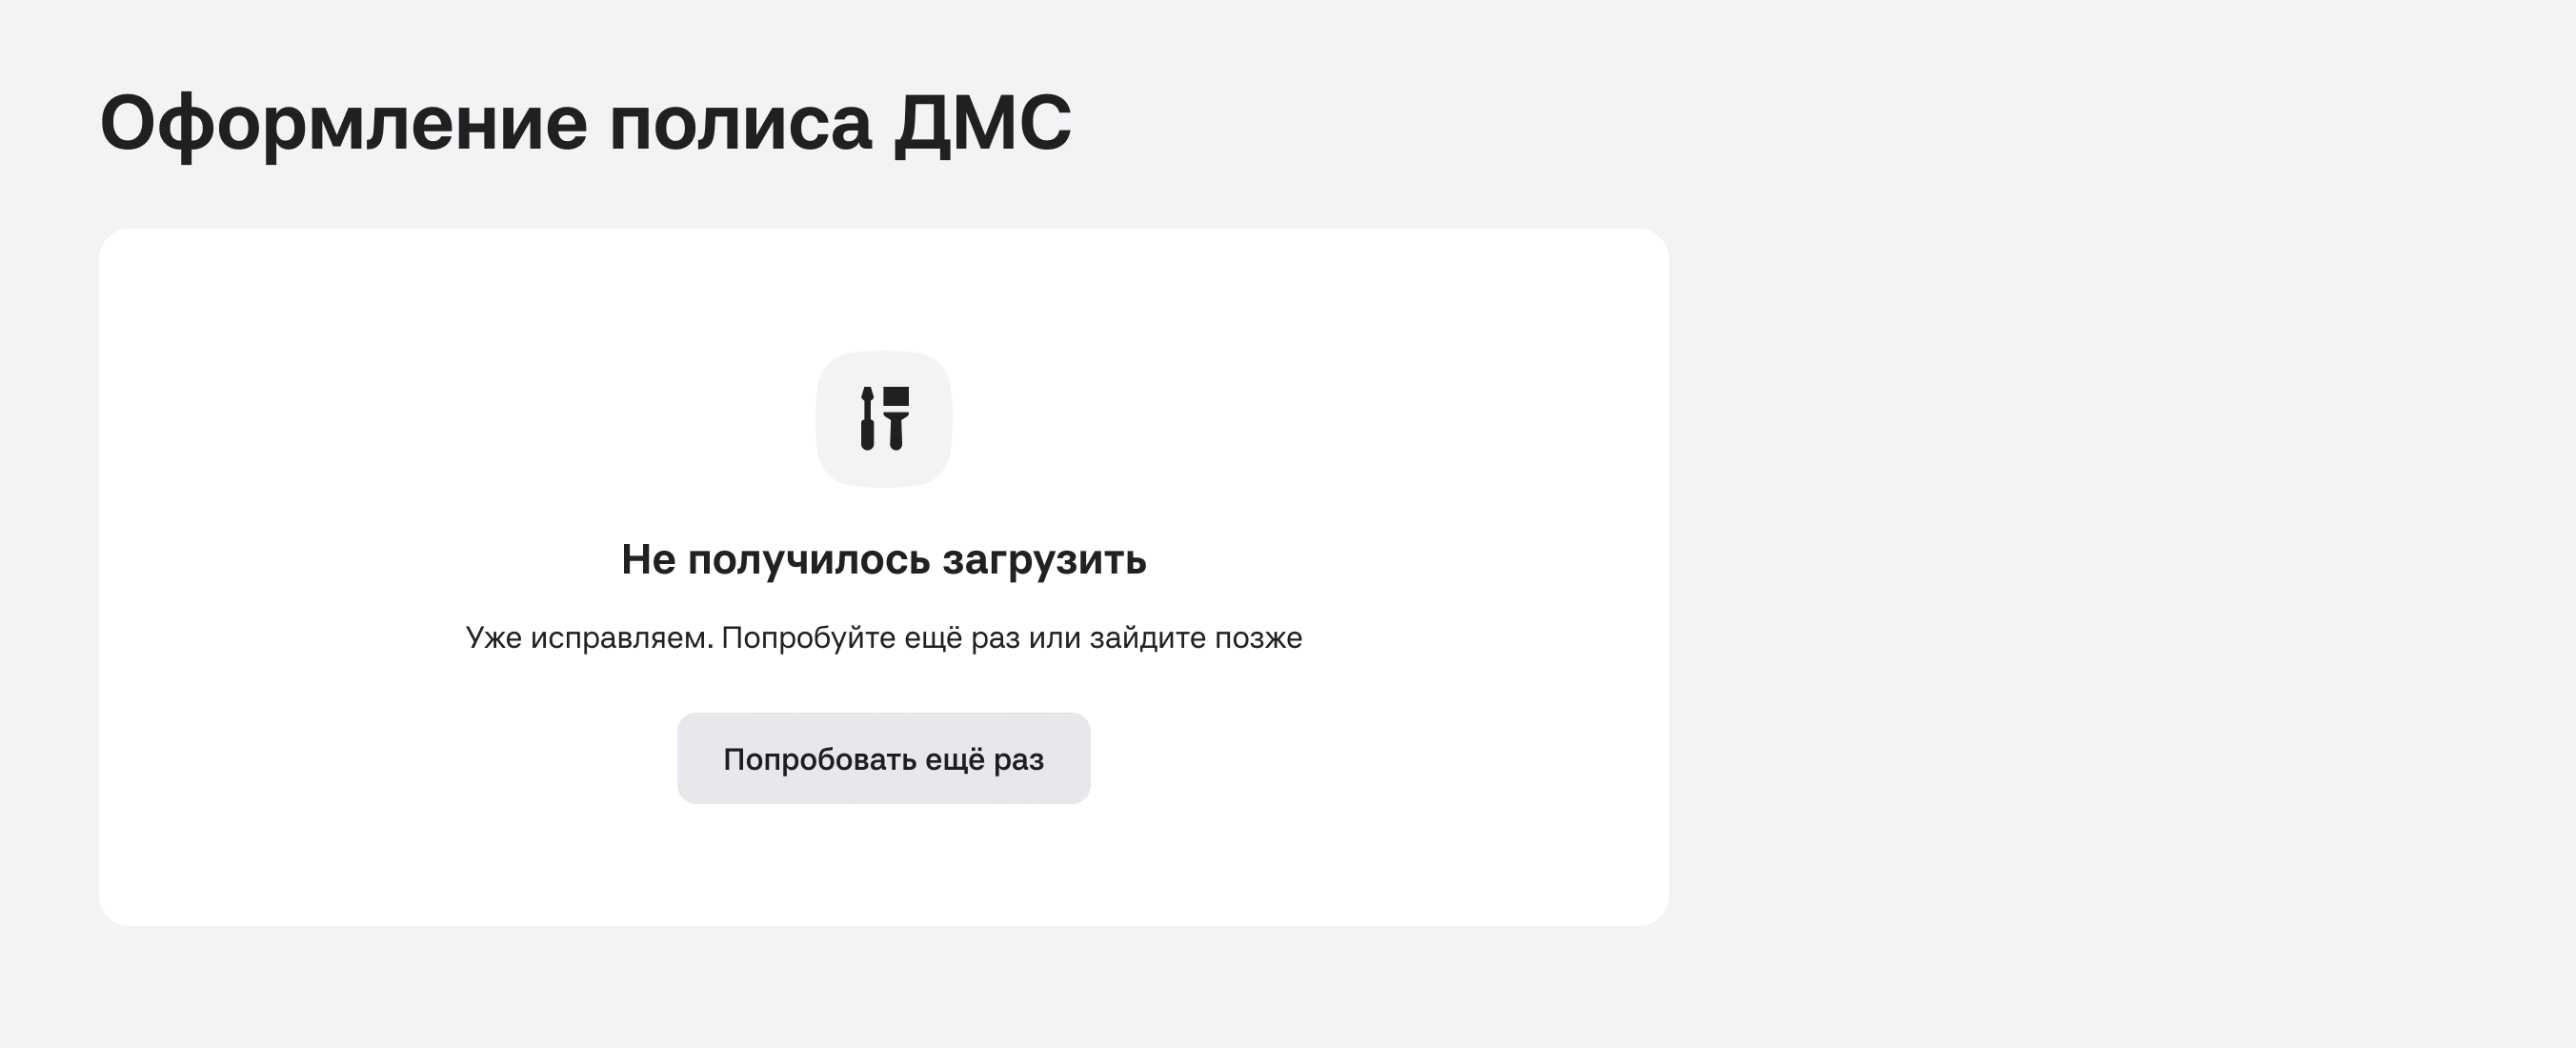 Оформление полиса ДМС
Не получилось загрузить
Уже исправляем. Попробуйте ещё раз или зайдите позже
Попробовать ещё раз